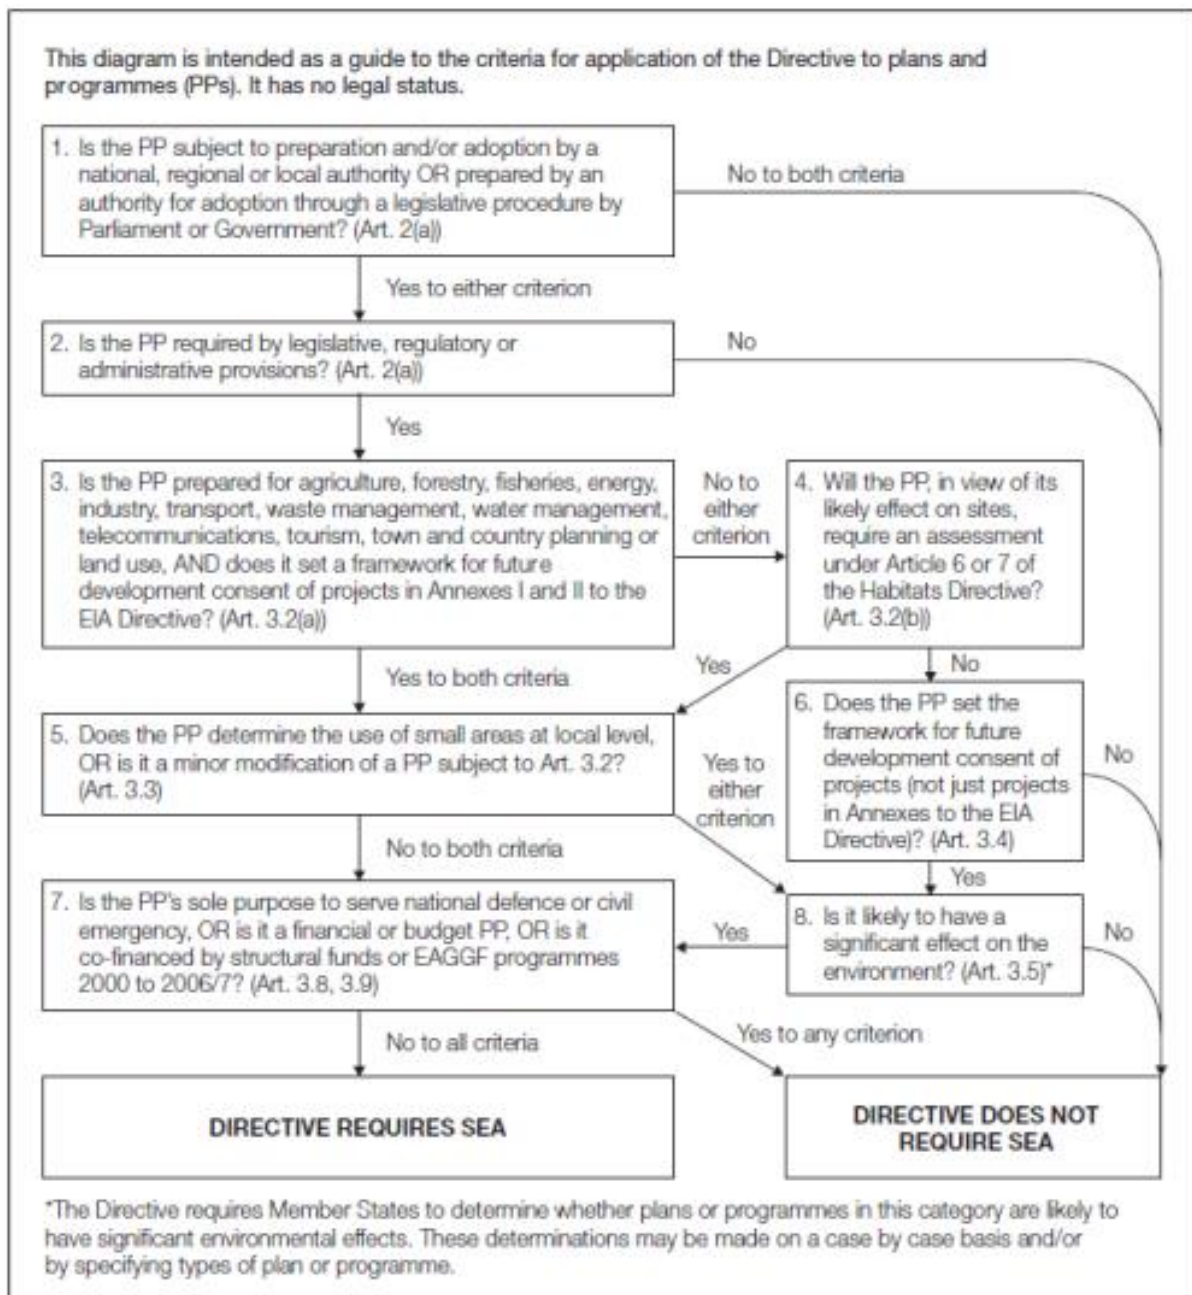 This diagram is intended as a guide to the criteria for application of the Directive to plans and
programmes (PPs). It has no legal status.
1. Is the PP subject to preparation and/or adoption by a
national, regional or local authority OR prepared by an
authority for adoption through a legislative procedure by
Parliament or Government? (Art. 2(a))
No to both criteria
Yes to either criterion
2. Is the PP required by legislative, regulatory or
administrative provisions? (Art. 2(a))
No
Yes
3. Is the PP prepared for agriculture, forestry, fisheries, energy,
industry, transport, waste management, water management,
telecommunications, tourism, town and country planning or
land use, AND does it set a framework for future
development consent of projects in Annexes I and II to the
EIA Directive? (Art. 3.2(a))
No to
either
criterion
4. Will the PP, in view of its
likely effect on sites,
require an assessment
under Article 6 or 7 of
the Habitats Directive?
(Art. 3.2(b))
Yes to both criteria
Yes
No
5. Does the PP determine the use of small areas at local level,
OR is it a minor modification of a PP subject to Art. 3.2?
(Art. 3.3)
Yes to
either
criterion
6. Does the PP set the
framework for future
development consent of
projects (not just projects
in Annexes to the EIA
Directive)? (Art. 3.4)
No
No to both criteria
Yes
7. Is the PP's sole purpose to serve national defence or civil
emergency, OR is it a financial or budget PP, OR is it
co-financed by structural funds or EAGGF programmes
2000 to 2006/7? (Art. 3.8, 3.9)
Yes
8. Is it likely to have a
significant effect on the
environment? (Art. 3.5)*
No
No to all criteria
Yes to any criterion
DIRECTIVE REQUIRES SEA
DIRECTIVE DOES NOT
REQUIRE SEA
*The Directive requires Member States to determine whether plans or programmes in this category are likely to
have significant environmental effects. These determinations may be made on a case by case basis and/or
by specifying types of plan or programme.